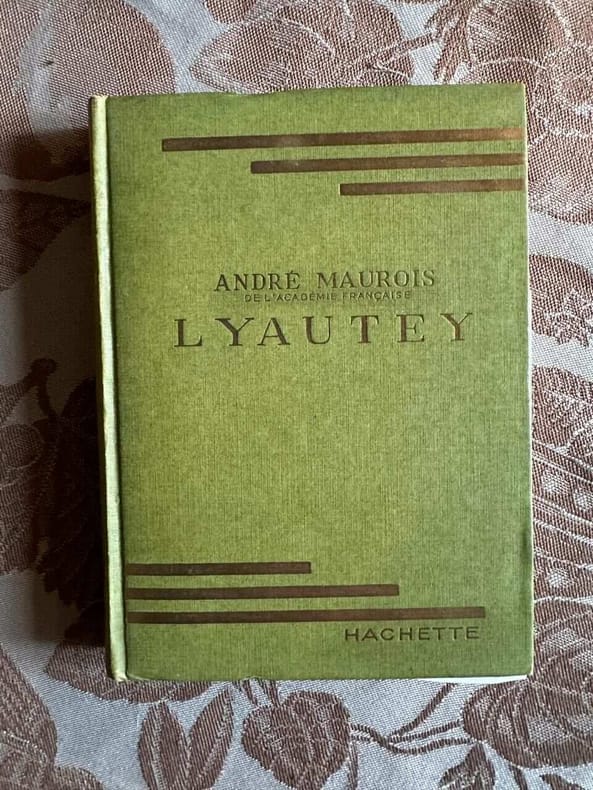 ANDRÉ MAUROIS
DE L'ACADÉMIE FRANÇAISE
LYAUTEY
HACHETTE